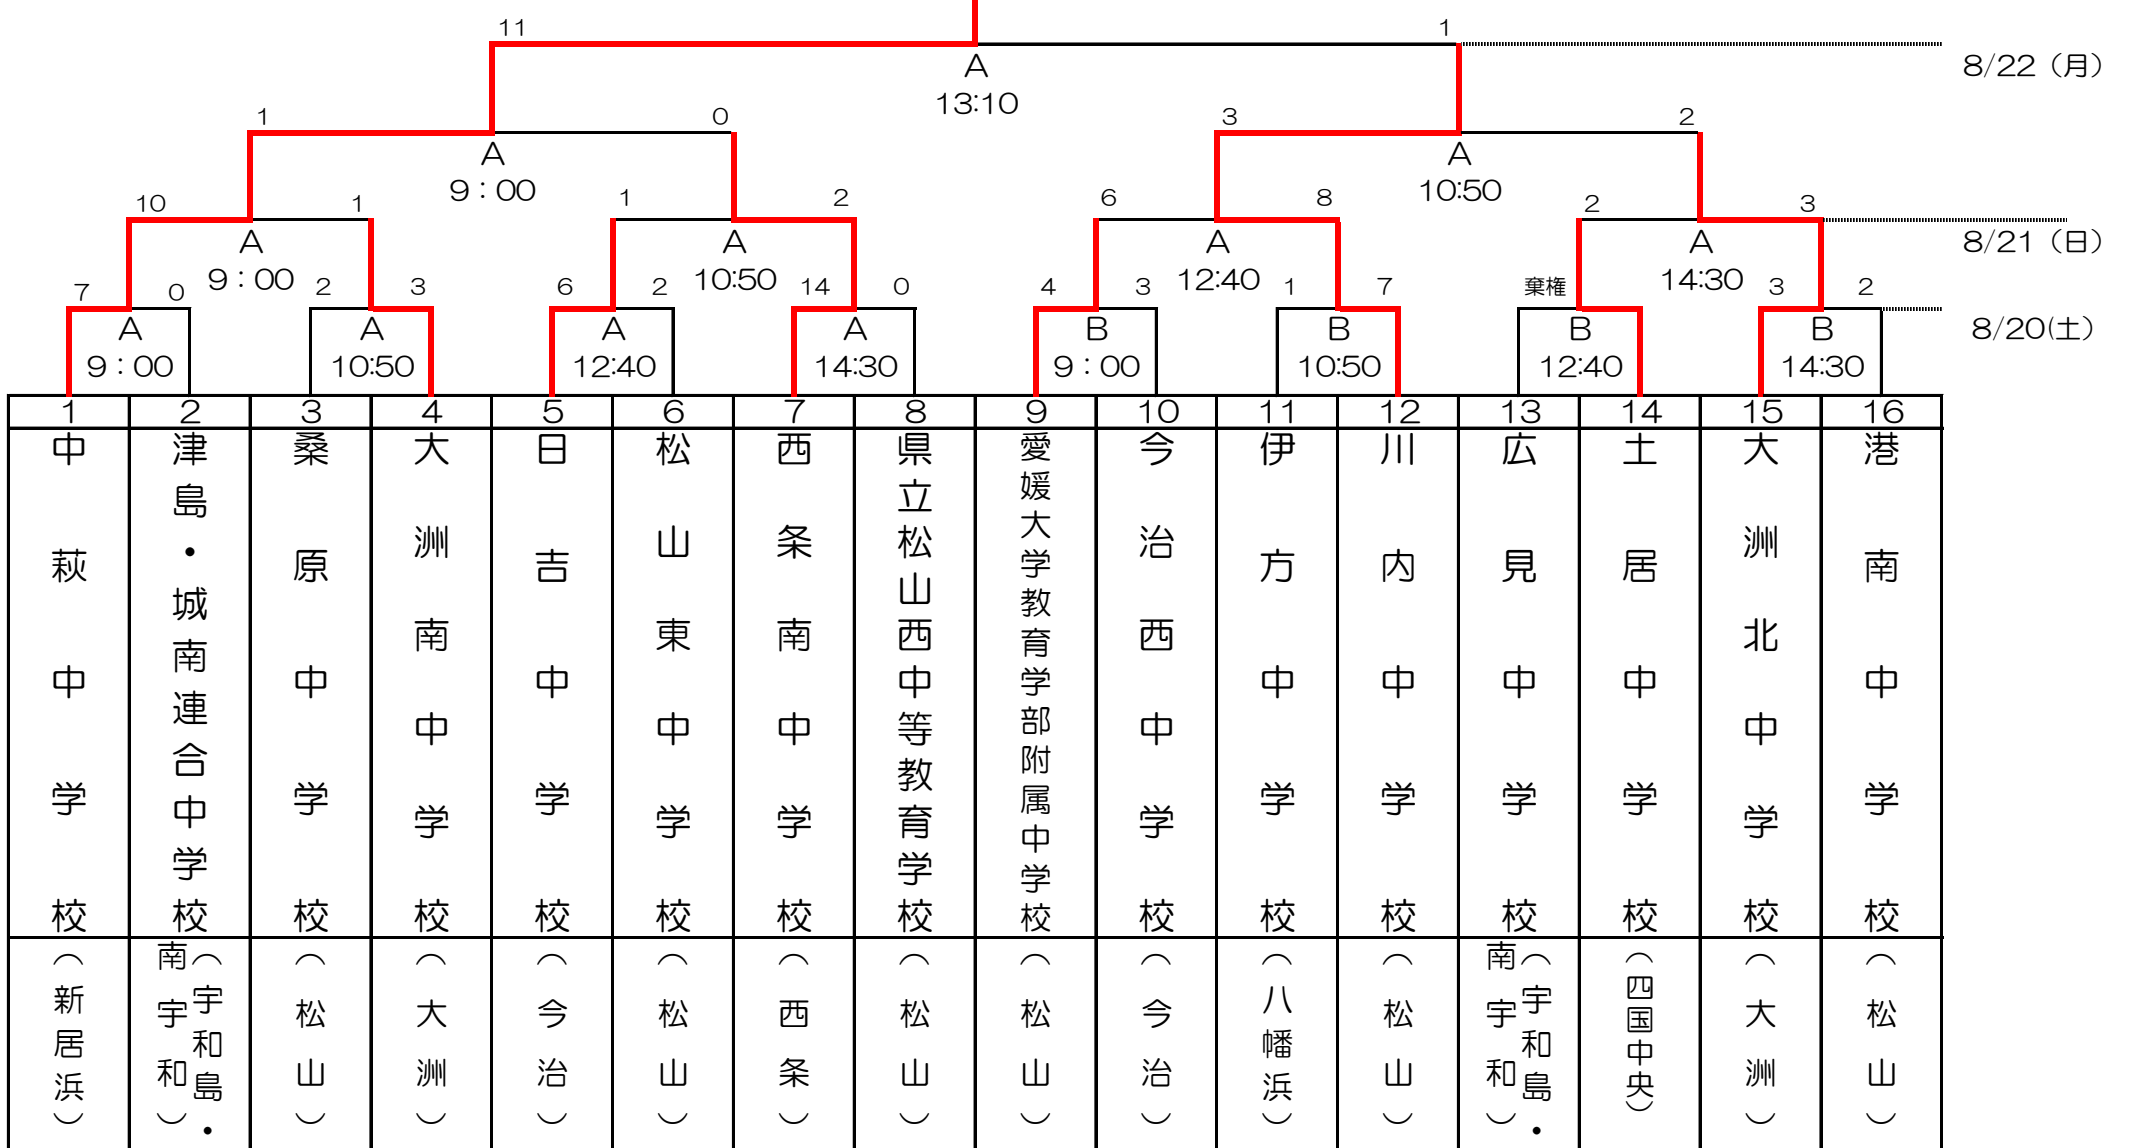 11 1
A
13:10
8/22（月）
1 0 3 2
A A
9：00 10:50
10 1 1 2 6 8 2 3
A A A A
9：00 10:50 12:40 14:30
8/21（日）
7 0 2 3 6 2 14 0 4 3 1 7 棄権 3 2
A A A A B B B B
9：00 10:50 12:40 14:30 9：00 10:50 12:40 14:30
8/20(土)
1 2 3 4 5 6 7 8 9 10 11 12 13 14 15 16
中萩中学校
津島・城南連合中学校
桑原中学校
大洲南中学校
日吉中学校
松山東中学校
西条南中学校
県立松山西中等教育学校
愛媛大学教育学部附属中学校
今治西中学校
伊方中学校
川内中学校
広見中学校
土居中学校
大洲北中学校
港南中学校
（新居浜）
（宇和島・
南宇和）
（松山）
（大洲）
（今治）
（松山）
（西条）
（松山）
（松山）
（今治）
（八幡浜）
（松山）
（宇和島・
南宇和）
（四国中央）
（大洲）
（松山）